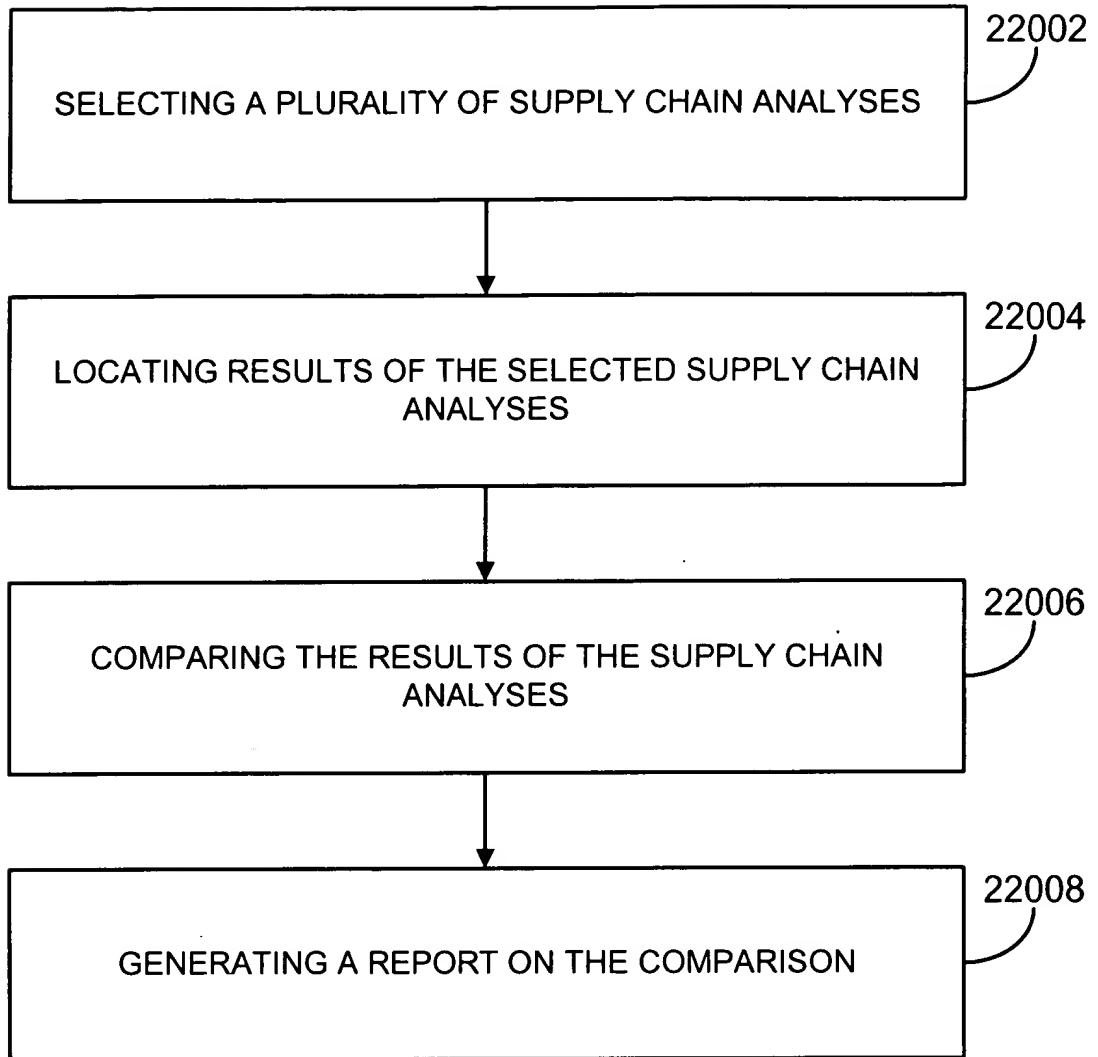 22002
SELECTING A PLURALITY OF SUPPLY CHAIN ANALYSES
22004
LOCATING RESULTS OF THE SELECTED SUPPLY CHAIN
ANALYSES
22006
COMPARING THE RESULTS OF THE SUPPLY CHAIN
ANALYSES
22008
GENERATING A REPORT ON THE COMPARISON